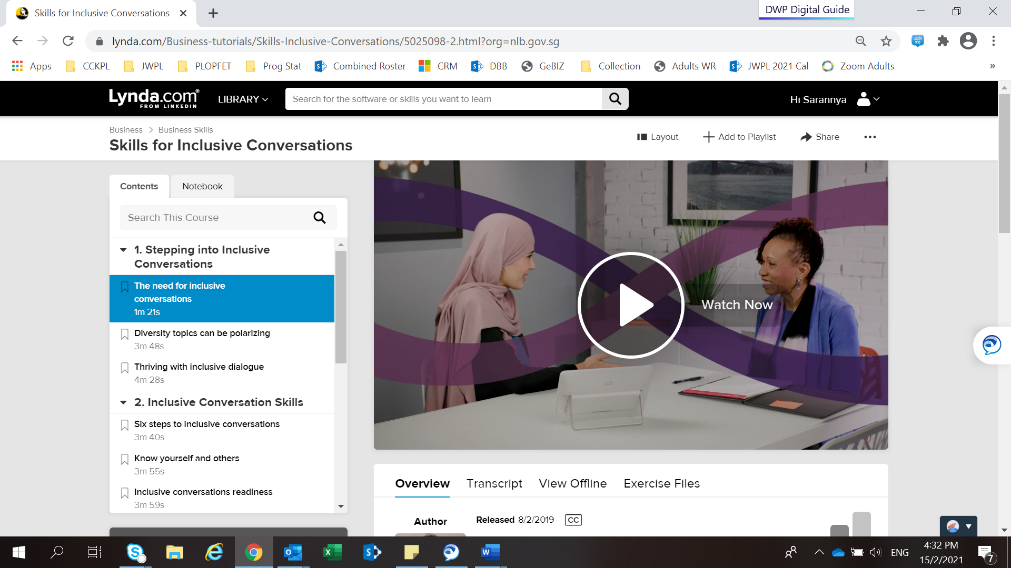 Skills for Inclusive Conversations
DWP Digital Guide
lynda.com/Business-tutorials/Skills-Inclusive-Conversations/5025098-2.html?org=nlb.gov.sg
Apps CCKPL JWPL PLOPFET Prog Stat Combined Roster CRM DBB GeBIZ Collection Adults WR JWPL 2021 Cal Zoom Adults »
Lynda.com®
FROM LINKEDIN
LIBRARY
Search for the software or skills you want to learn
Hi Sarannya
Business > Business Skills
Skills for Inclusive Conversations
Layout
Add to Playlist
Share
Contents
Notebook
Search This Course
1. Stepping into Inclusive
Conversations
The need for inclusive
conversations
1m 21s
Diversity topics can be polarizing
3m 48s
Thriving with inclusive dialogue
4m 28s
2. Inclusive Conversation Skills
Six steps to inclusive conversations
3m 40s
Know yourself and others
3m 55s
Inclusive conversations readiness
3m 59s
Watch Now
Overview Transcript View Offline Exercise Files
Author
Released 8/2/2019 CC
ENG
4:32 PM
15/2/2021
7